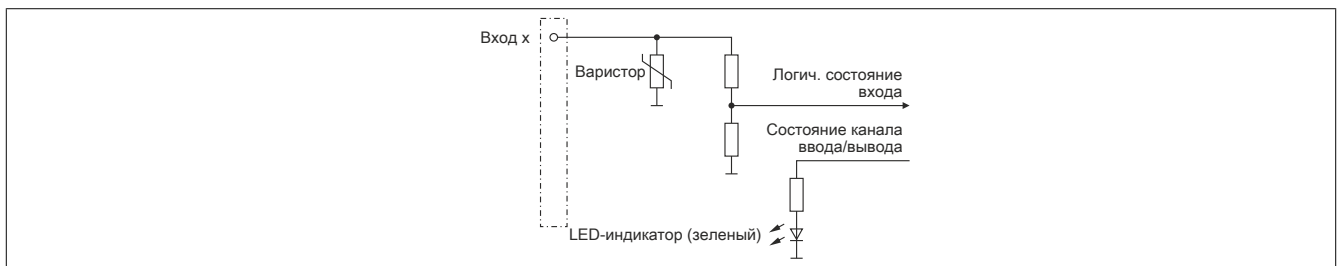 Вход x
Варистор
Логич. состояние
входа
Состояние канала
ввода/вывода
LED-индикатор (зеленый)